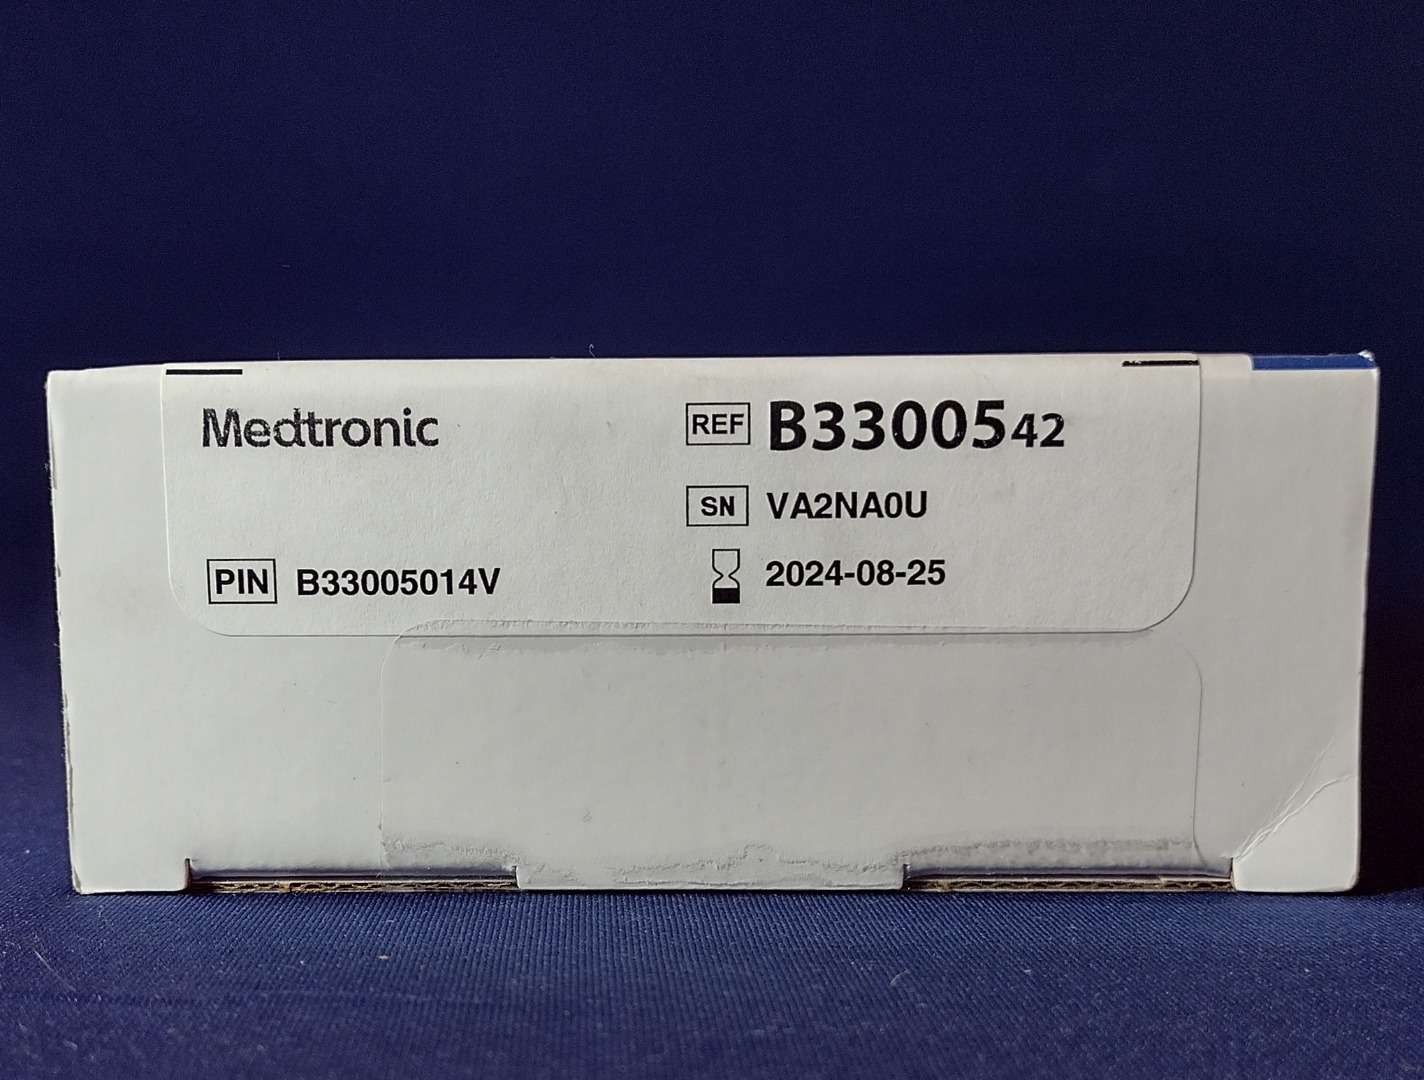 Medtronic
REF B3300542
SN VA2NA0U
PIN B33005014V
2024-08-25